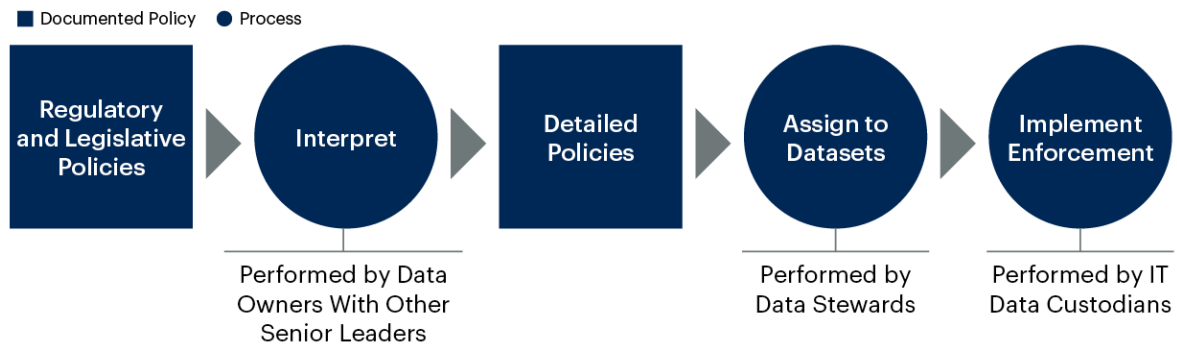 Documented Policy Process
Regulatory
and Legislative
Policies
Interpret
Detailed
Policies
Assign to
Datasets
Implement
Enforcement
Performed by Data
Owners With Other
Senior Leaders
Performed by
Data Stewards
Performed by IT
Data Custodians